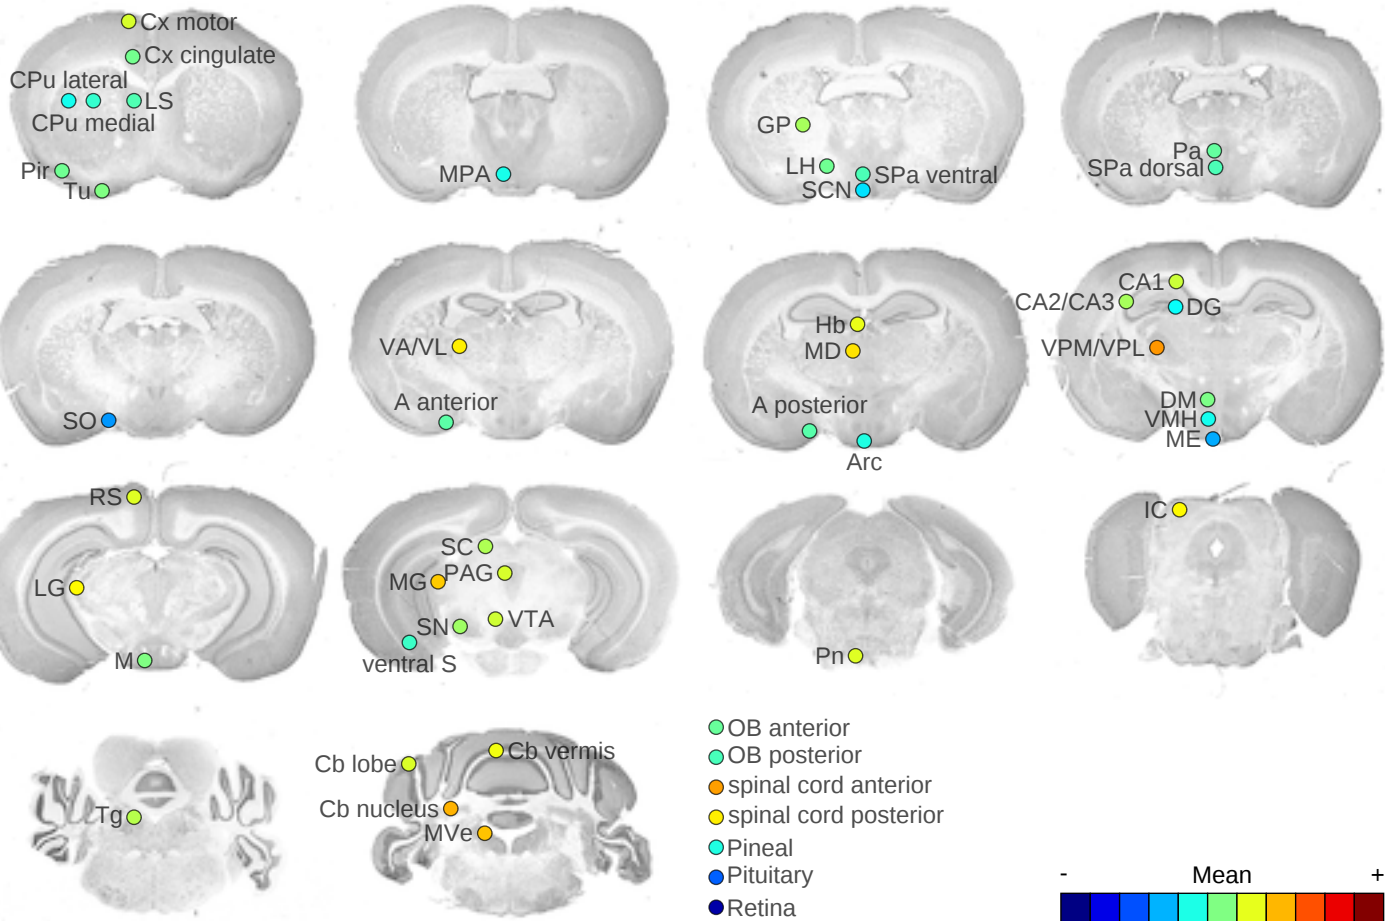 Cx motor
Cx cingulate
CPu lateral
LS
CPu medial
Pir
Tu
MPA
GP
LH
SPa ventral
SCN
Pa
SPa dorsal
SO
VA/VL
A anterior
Hb
MD
A posterior
Arc
CA1
CA2/CA3
DG
VPM/VPL
DM
VMH
ME
RS
LG
M
SC
MG
PAG
SN
VTA
ventral S
Pn
IC
Tg
Cb lobe
Cb vermis
Cb nucleus
MVe
OB anterior
OB posterior
spinal cord anterior
spinal cord posterior
Pineal
Pituitary
Retina
- Mean +